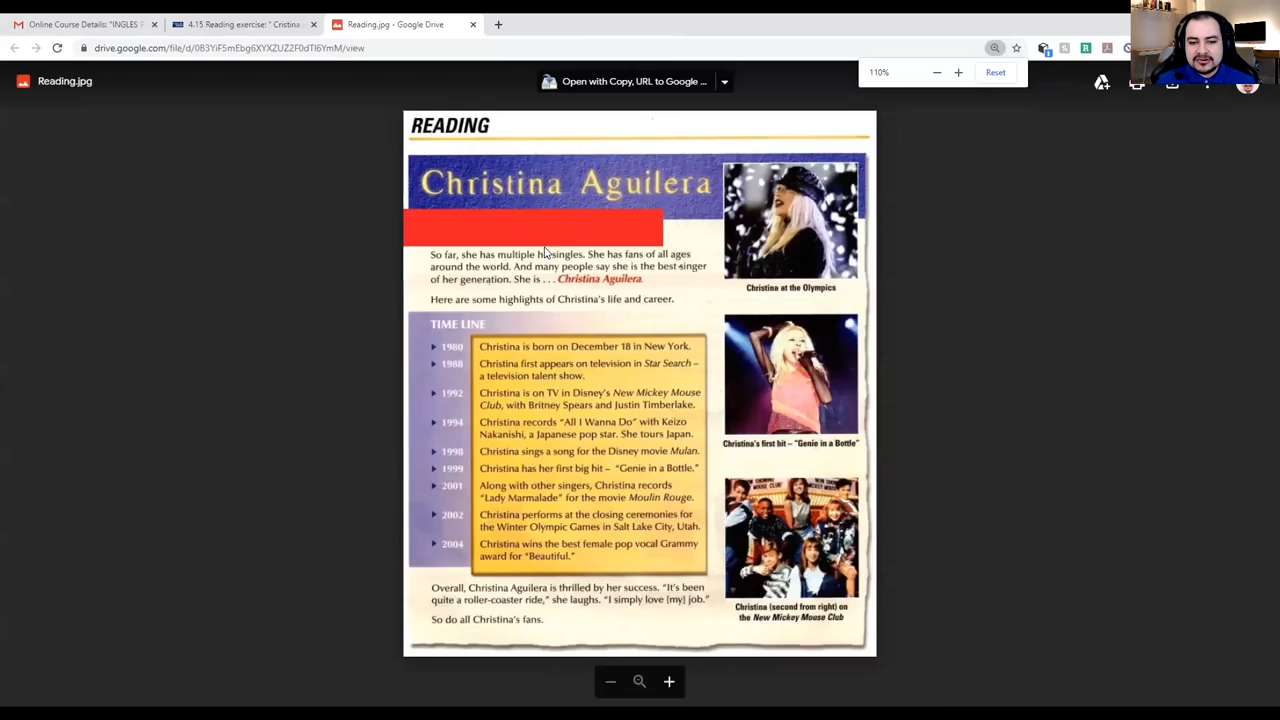 Online Course Details: "INGLES
4.15 Reading exercise: " Cristina
Reading.jpg - Google Drive
drive.google.com/file/d/0B3YiF5mEbg6XYXZUZ2F0dTI6YmM/view
110%
Reset
Reading.jpg
Open with Copy, URL to Google ...
READING
Christina Aguilera
So far, she has multiple hit singles. She has fans of all ages
around the world. And many people say she is the best singer
of her generation. She is . . . Christina Aguilera.
Here are some highlights of Christina's life and career.
TIME LINE
1980 Christina is born on December 18 in New York.
1988 Christina first appears on television in Star Search –
a television talent show.
1992 Christina is on TV in Disney's New Mickey Mouse
Club, with Britney Spears and Justin Timberlake.
1994 Christina records "All I Wanna Do" with Keizo
Nakanishi, a Japanese pop star. She tours Japan.
1998 Christina sings a song for the Disney movie Mulan.
1999 Christina has her first big hit – "Genie in a Bottle."
2001 Along with other singers, Christina records
"Lady Marmalade" for the movie Moulin Rouge.
2002 Christina performs at the closing ceremonies for
the Winter Olympic Games in Salt Lake City, Utah.
2004 Christina wins the best female pop vocal Grammy
award for "Beautiful."
Overall, Christina Aguilera is thrilled by her success. "It's been
quite a roller-coaster ride," she laughs. "I simply love [my] job."
So do all Christina's fans.
Christina at the Olympics
Christina's first hit – "Genie in a Bottle"
Christina (second from right) on
the New Mickey Mouse Club